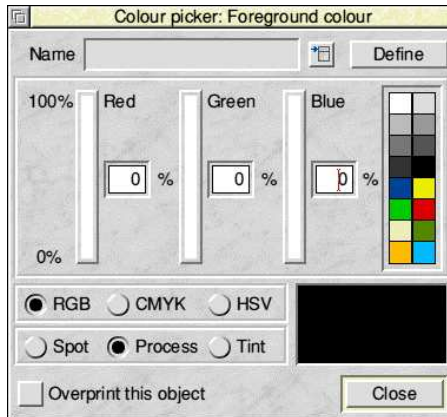 Colour picker: Foreground colour
Name Define
100% Red Green Blue
0 % 0 % 0 %
0%
RGB CMYK HSV
Spot Process Tint
Overprint this object Close